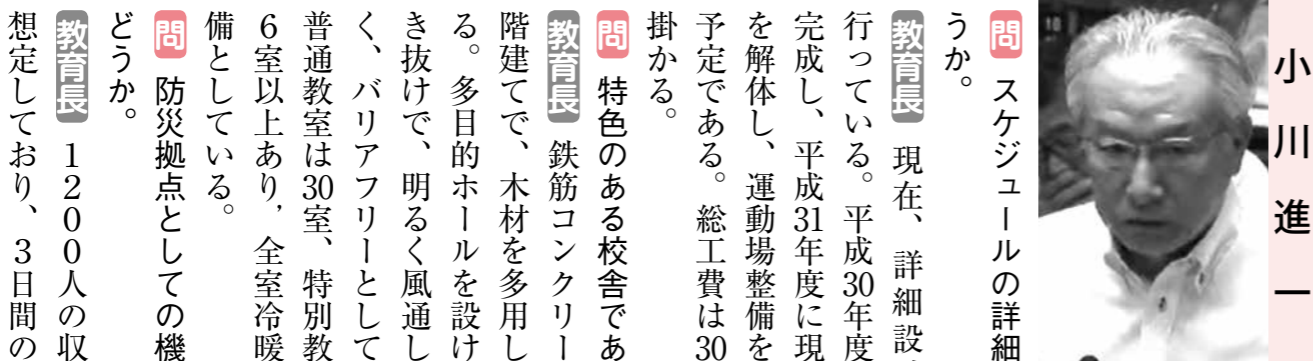 小川進一
問 スケジュールの詳細
うか。
教育長 現在、詳細設
行っている。平成30年度
完成し、平成31年度に現
を解体し、運動場整備を
予定である。総工費は30
掛かる。
問 特色のある校舎であ
教育長 鉄筋コンクリー
階建てで、木材を多用し
る。多目的ホールを設け
き抜けで、明るく風通し
く、バリアフリーとして
普通教室は30室、特別教
６室以上あり，全室冷暖
備としている。
問 防災拠点としての機
どうか。
教育長 １２００人の収
想定しており、３日間の